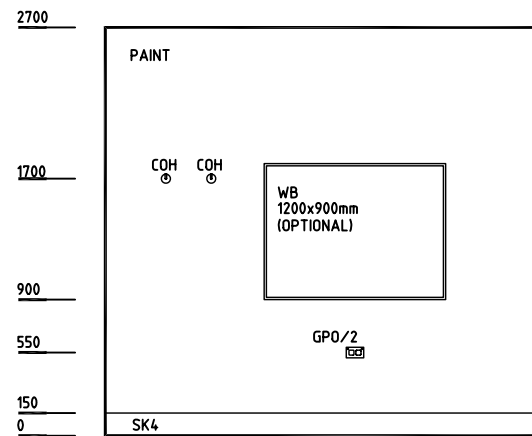 2700
PAINT
COH COH
1700
WB
1200x900mm
(OPTIONAL)
900
GPO/2
550
150
0 SK4